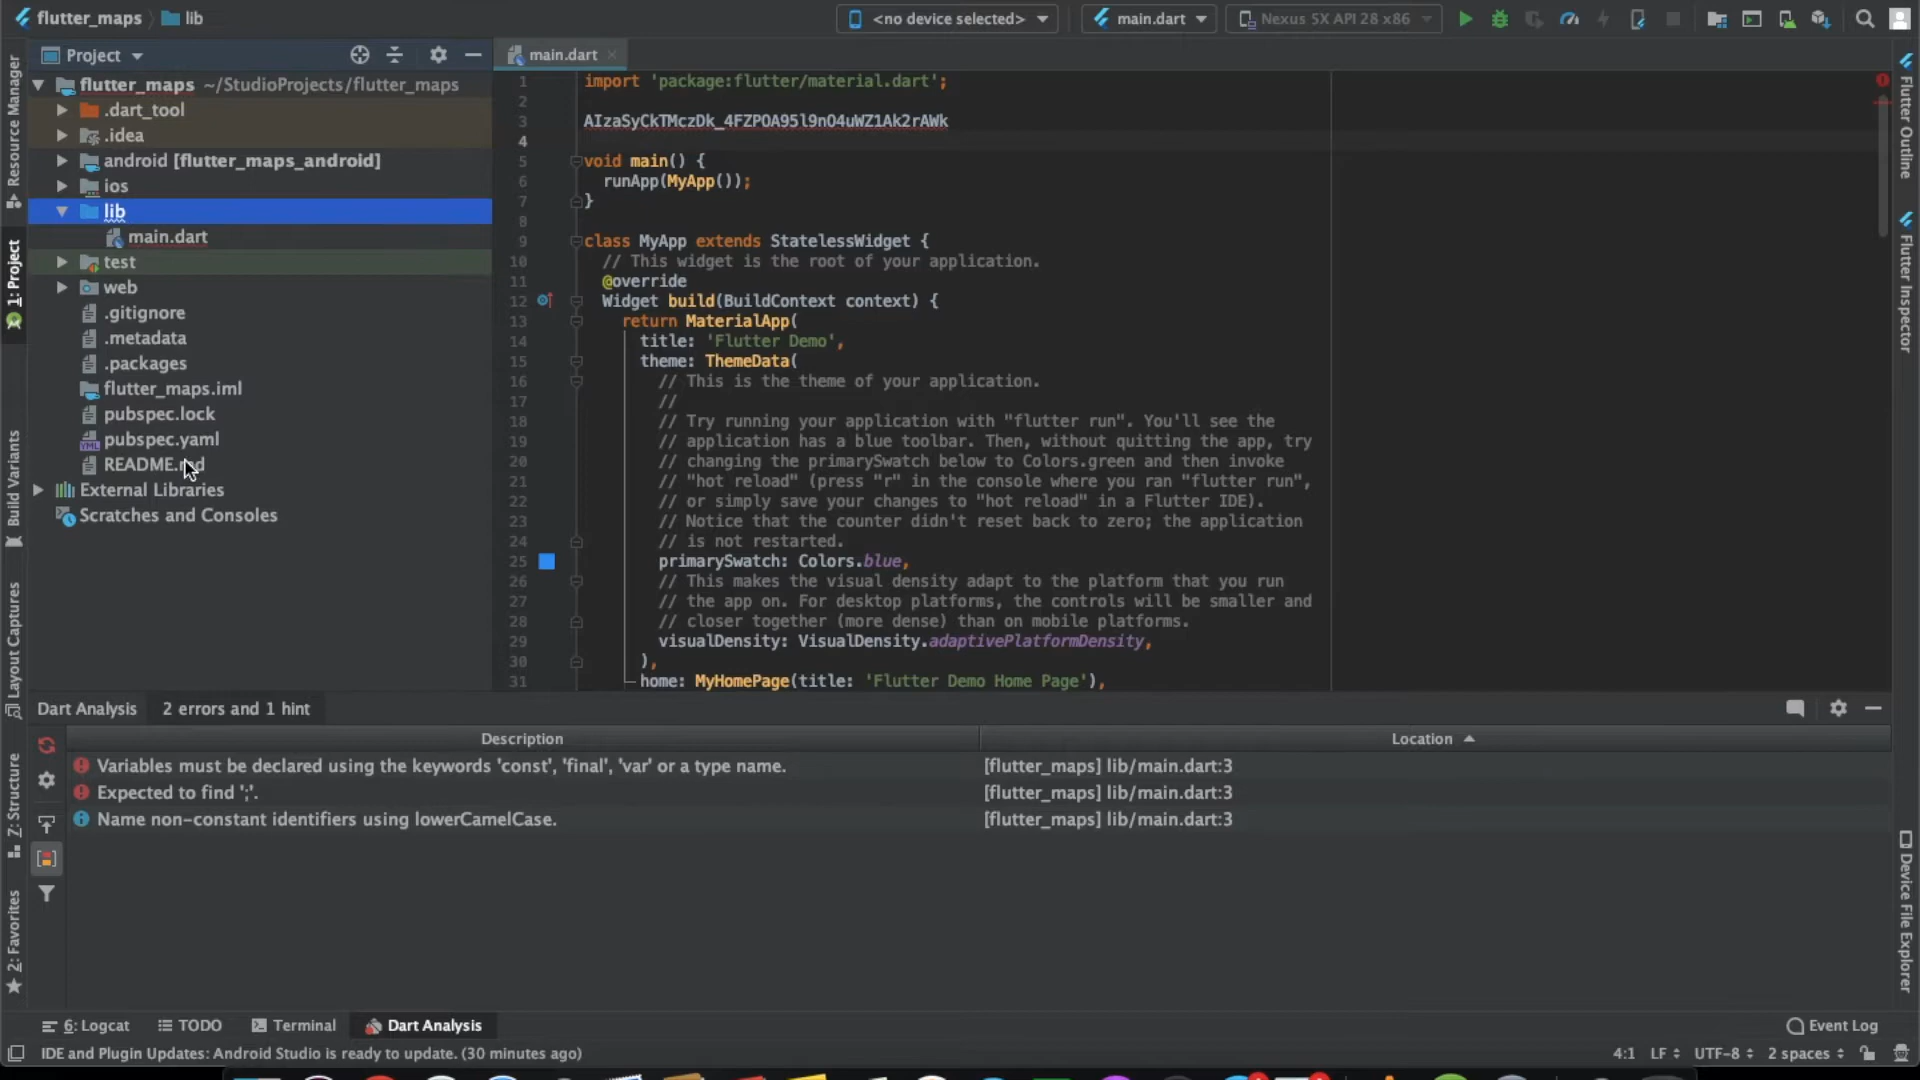 flutter_maps
lib
<no device selected>
main.dart
Nexus 5X API 28 x86
Project
main.dart
flutter_maps ~/StudioProjects/flutter_maps
.dart_tool
.idea
android [flutter_maps_android]
ios
lib
main.dart
test
web
.gitignore
.metadata
.packages
flutter_maps.iml
pubspec.lock
pubspec.yaml
README.md
External Libraries
Scratches and Consoles
Resource Manager
1: Project
Build Variants
Layout Captures
Z: Structure
2: Favorites
1 import 'package:flutter/material.dart';
2
3 AIzaSyCkTMczDk_4FZPOA95l9nO4uWZ1Ak2rAWk
4
5 void main() {
6 runApp(MyApp());
7 }
8
9 class MyApp extends StatelessWidget {
10 // This widget is the root of your application.
11 @override
12 Widget build(BuildContext context) {
13 return MaterialApp(
14 title: 'Flutter Demo',
15 theme: ThemeData(
16 // This is the theme of your application.
17 //
18 // Try running your application with "flutter run". You'll see the
19 // application has a blue toolbar. Then, without quitting the app, try
20 // changing the primarySwatch below to Colors.green and then invoke
21 // "hot reload" (press "r" in the console where you ran "flutter run",
22 // or simply save your changes to "hot reload" in a Flutter IDE).
23 // Notice that the counter didn't reset back to zero; the application
24 // is not restarted.
25 primarySwatch: Colors.blue,
26 // This makes the visual density adapt to the platform that you run
27 // the app on. For desktop platforms, the controls will be smaller and
28 // closer together (more dense) than on mobile platforms.
29 visualDensity: VisualDensity.adaptivePlatformDensity,
30 ),
31 home: MyHomePage(title: 'Flutter Demo Home Page'),
Flutter Outline
Flutter Inspector
Device File Explorer
Dart Analysis
2 errors and 1 hint
Description
Location
Variables must be declared using the keywords 'const', 'final', 'var' or a type name.
[flutter_maps] lib/main.dart:3
Expected to find ';'.
[flutter_maps] lib/main.dart:3
Name non-constant identifiers using lowerCamelCase.
[flutter_maps] lib/main.dart:3
6: Logcat
TODO
Terminal
Dart Analysis
Event Log
IDE and Plugin Updates: Android Studio is ready to update. (30 minutes ago)
4:1
LF
UTF-8
2 spaces